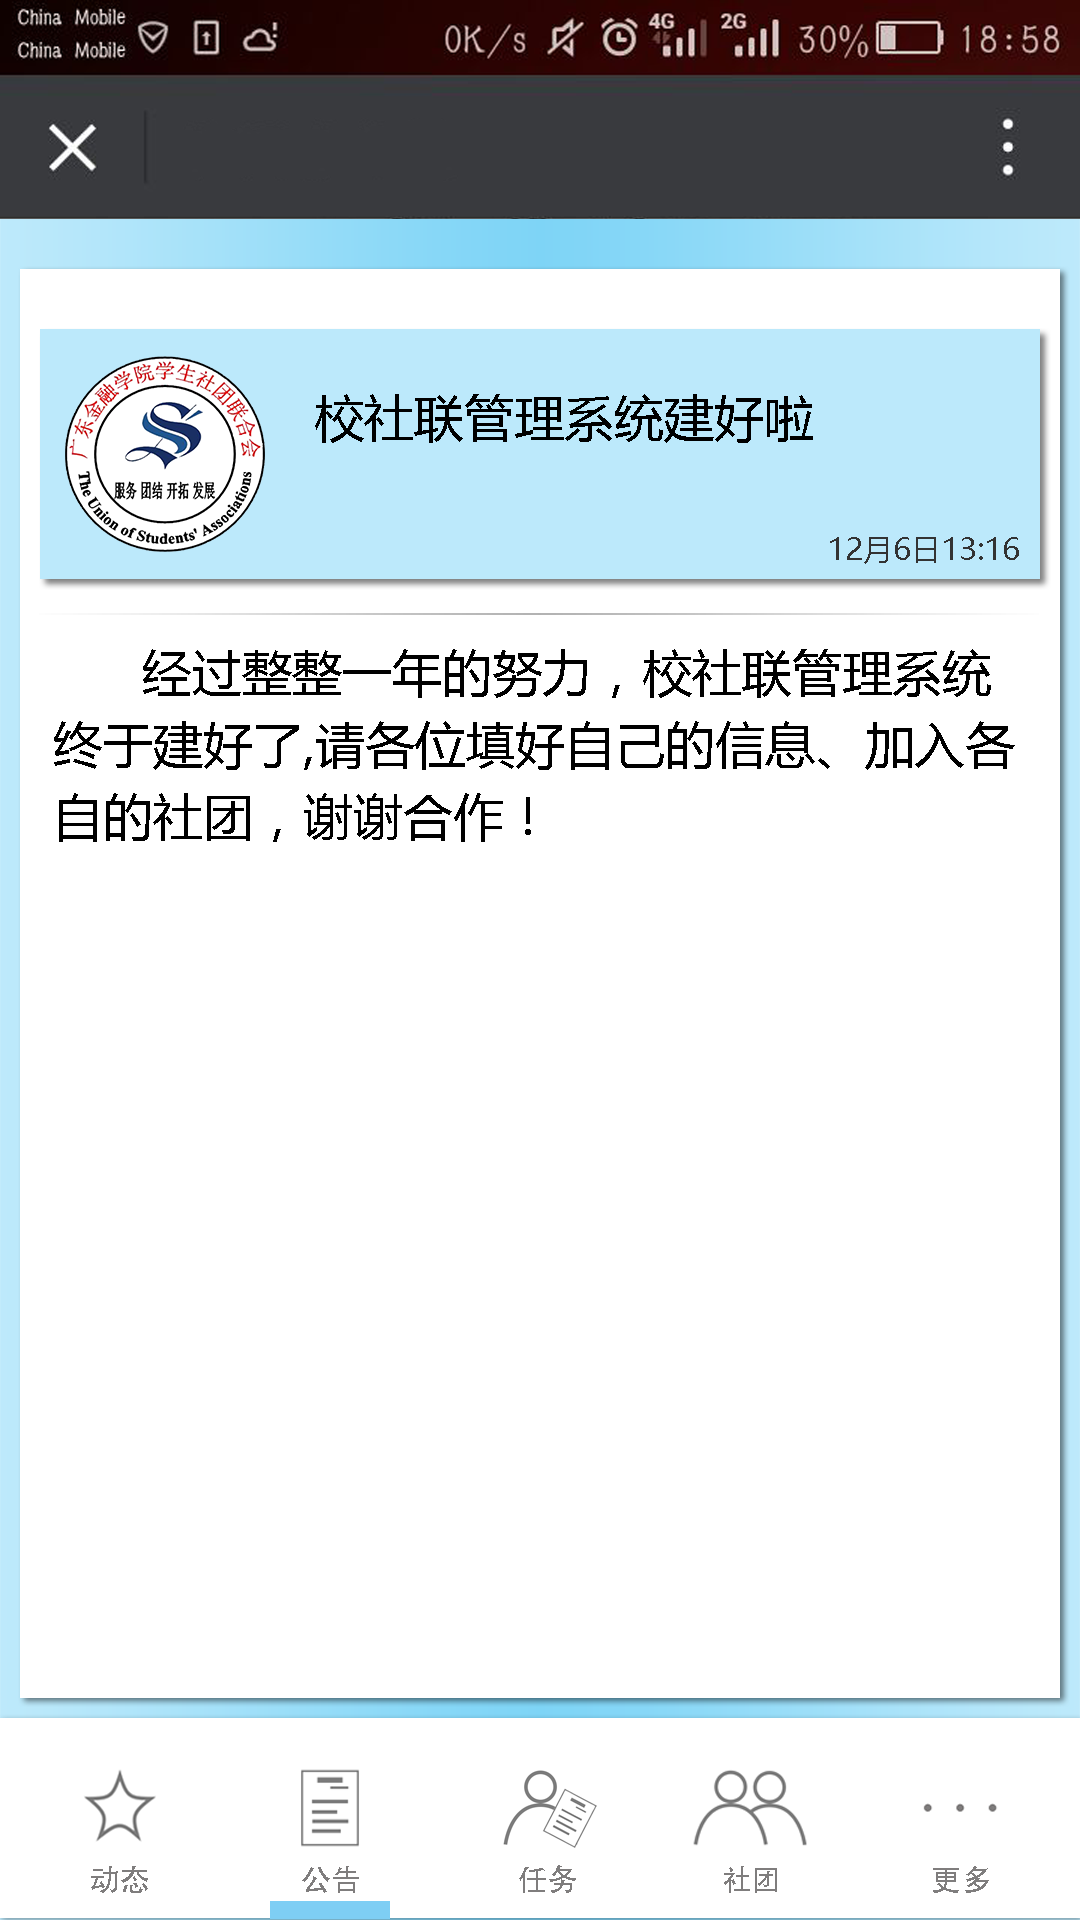 China Mobile
China Mobile
0K/s
4G
2G
30%
18:58
广东金融学院学生社团联合会
服务 团结 开拓 发展
The Union of Students' Associations
校社联管理系统建好啦
12月6日13:16
经过整整一年的努力，校社联管理系统
终于建好了,请各位填好自己的信息、加入各
自的社团，谢谢合作！
动态
公告
任务
社团
更多